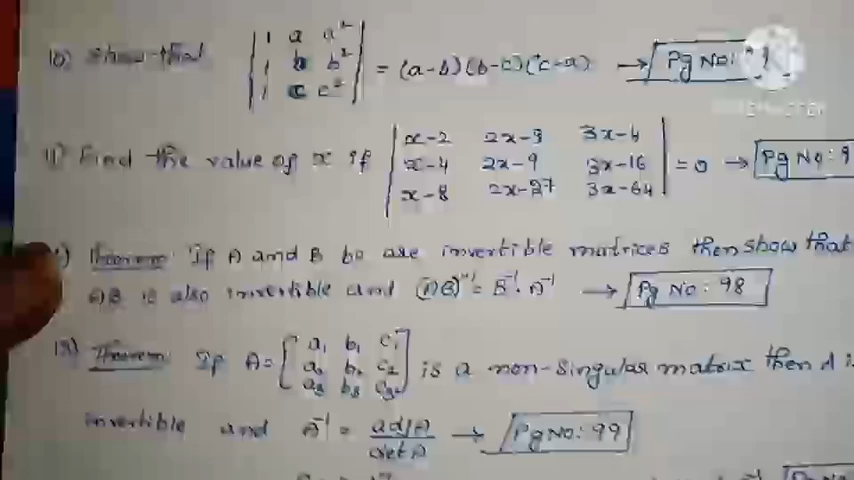 10) Show that | 1 a a² | 1 b b² | 1 c c² | = (a-b)(b-c)(c-a) → Pg No:
11) Find the value of x if | x-2 2x-3 3x-4 | x-4 2x-9 3x-16 | x-8 2x-27 3x-64 | = 0 → Pg No: 9
Theorem: If A and B be are invertible matrices then show that
AB is also invertible and (AB)⁻¹ = B⁻¹. A⁻¹ → Pg No: 98
13) Theorem: If A = [ a₁ b₁ c₁ | a₂ b₂ c₂ | a₃ b₃ c₃ ] is a non-singular matrix then A is
invertible and A⁻¹ = adjA / detA → Pg No: 99